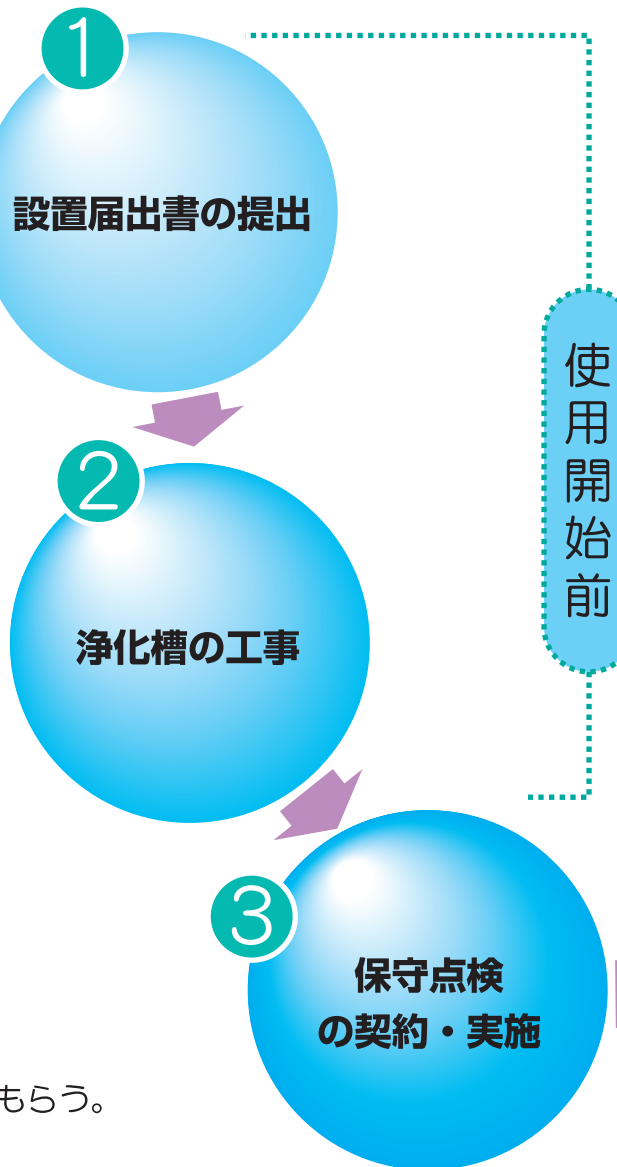 1
設置届出書の提出
2
浄化槽の工事
3
保守点検
の契約・実施
使用開始前
もらう。